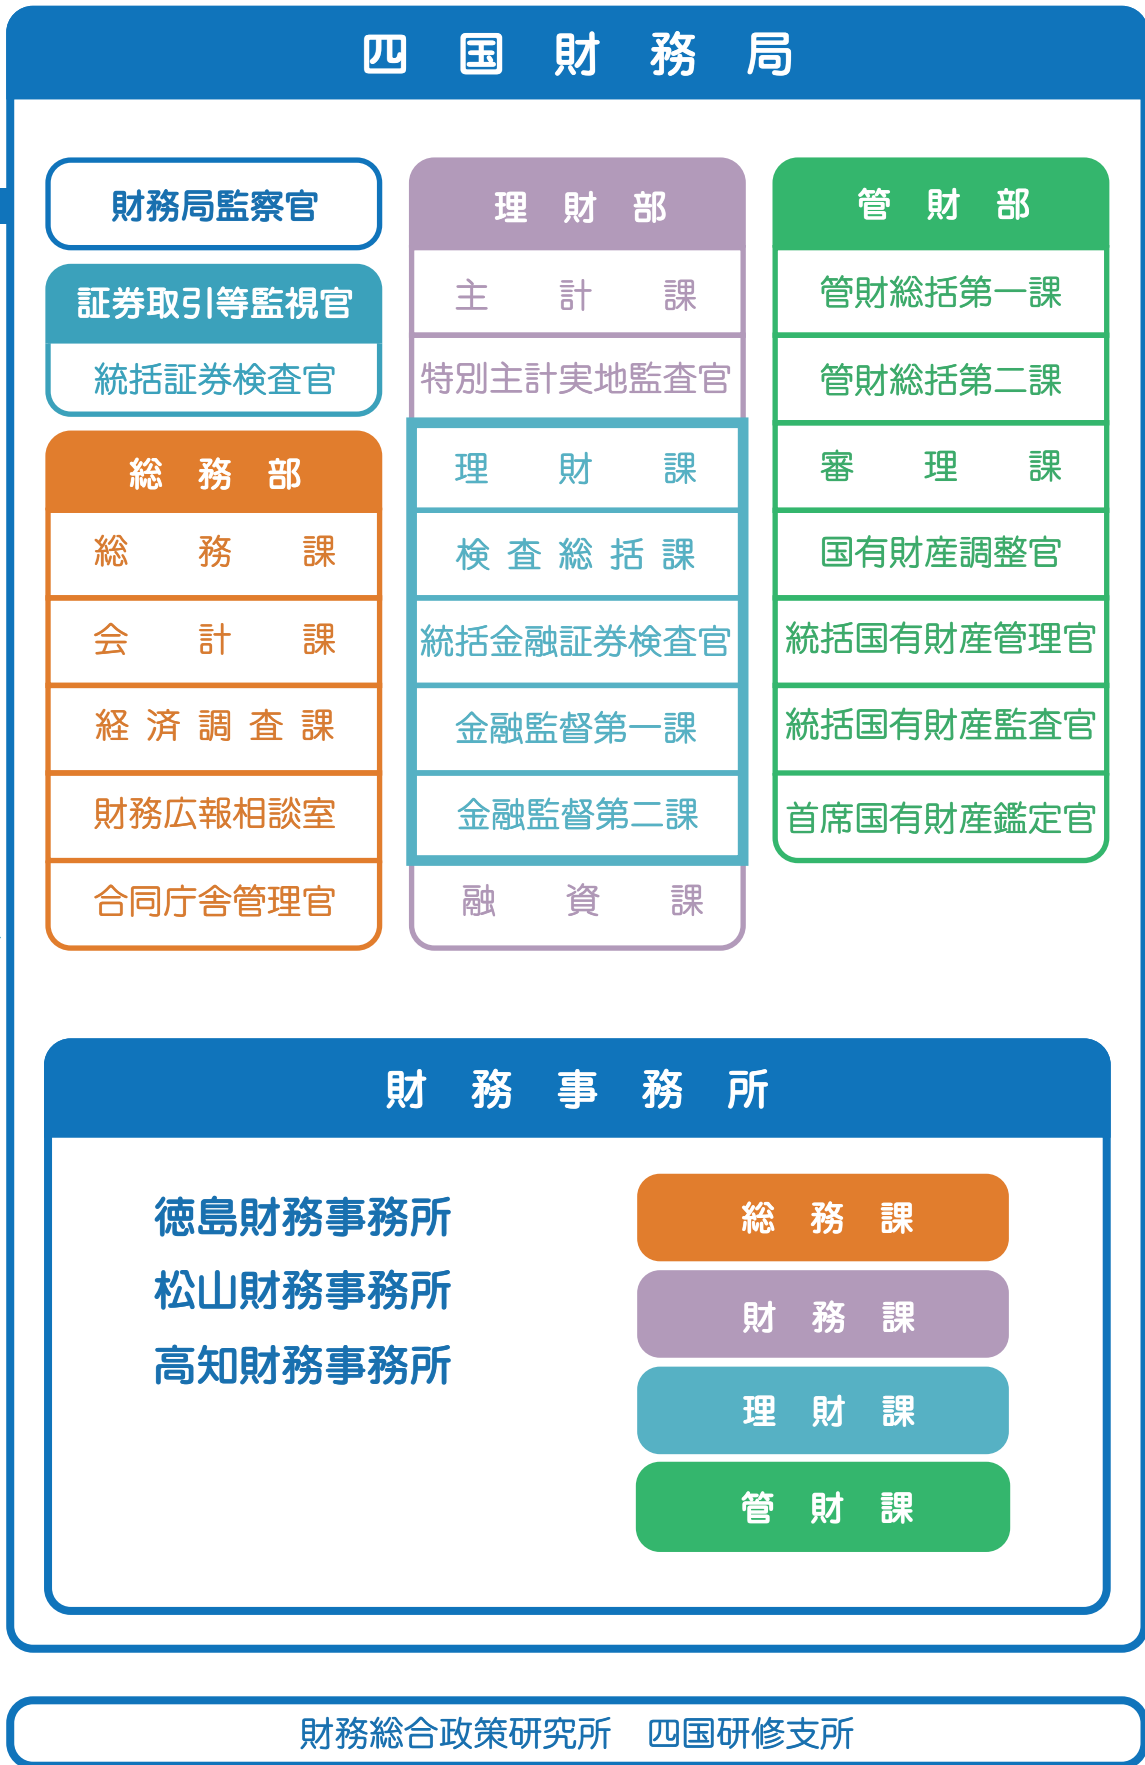 四国財務局
財務局監察官
証券取引等監視官
統括証券検査官
総務部
総務課
会計課
経済調査課
財務広報相談室
合同庁舎管理官
理財部
主計課
特別主計実地監査官
理財課
検査総括課
統括金融証券検査官
金融監督第一課
金融監督第二課
融資課
管財部
管財総括第一課
管財総括第二課
審理課
国有財産調整官
統括国有財産管理官
統括国有財産監査官
首席国有財産鑑定官
財務事務所
徳島財務事務所
松山財務事務所
高知財務事務所
総務課
財務課
理財課
管財課
財務総合政策研究所　四国研修支所